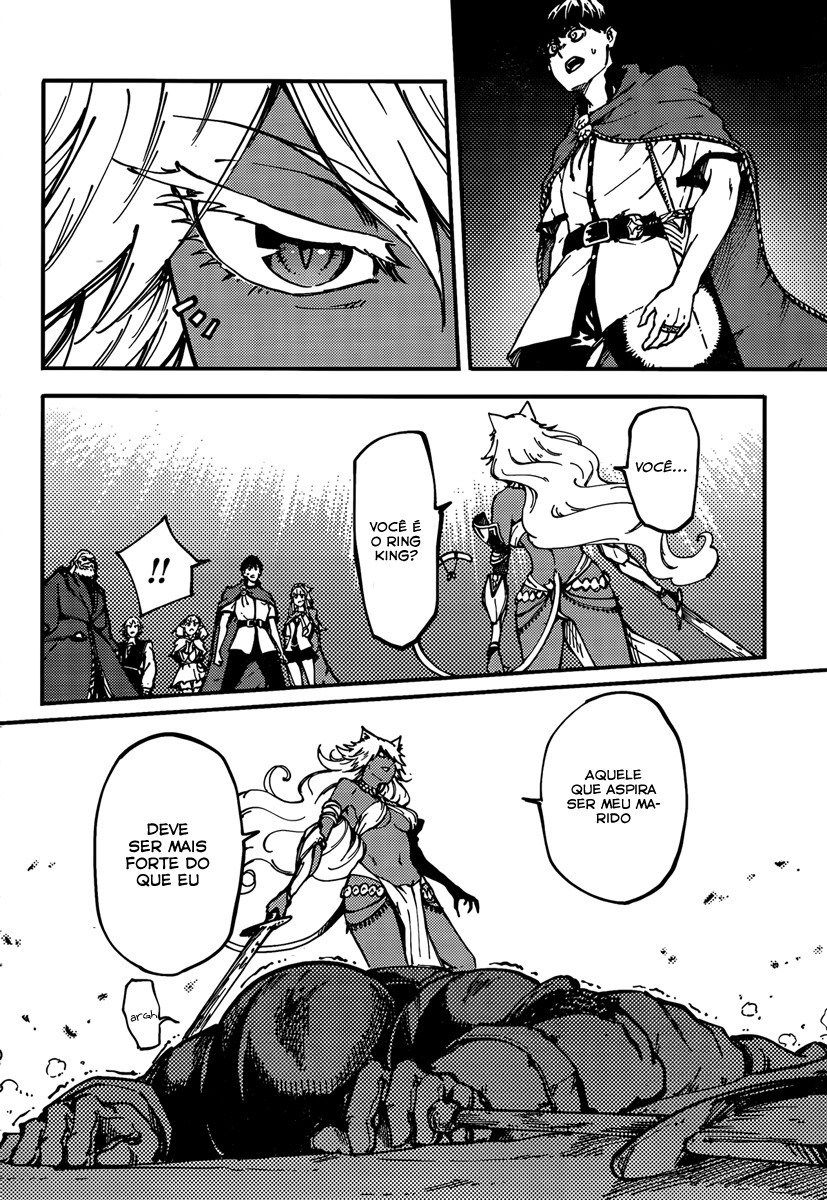 VOCÊ...
VOCÊ É
O RING
KING?
!!
AQUELE
QUE ASPIRA
SER MEU MA-
RIDO
DEVE
SER MAIS
FORTE DO
QUE EU
argh